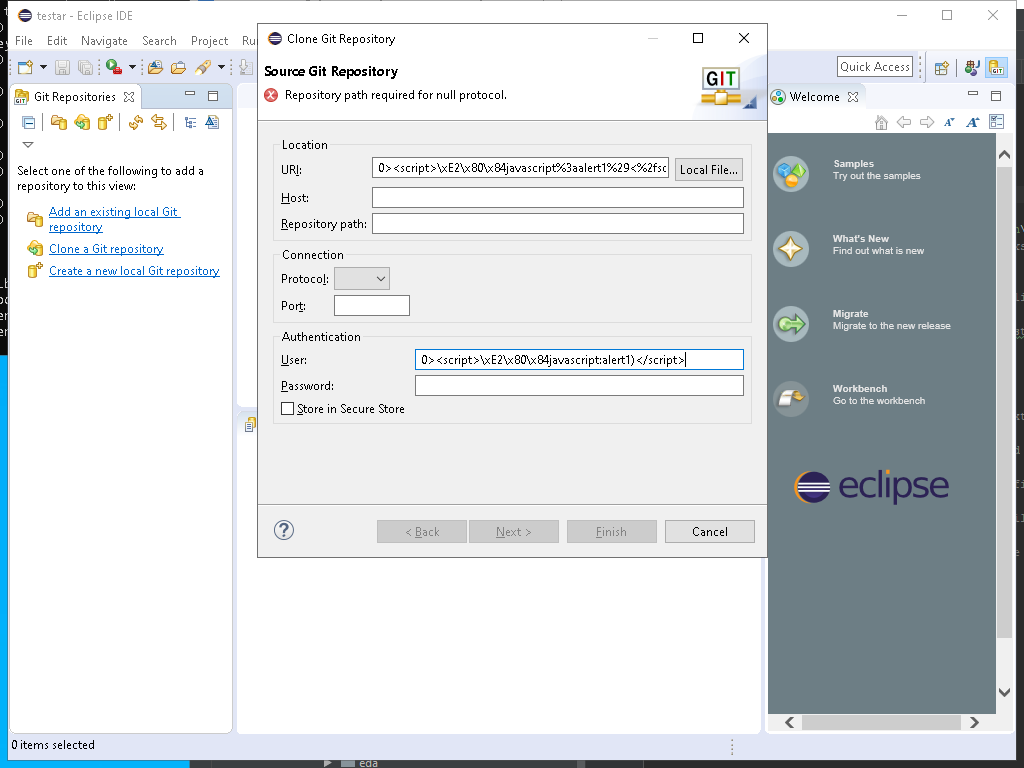 testar - Eclipse IDE
File Edit Navigate Search Project
Quick Access
Git Repositories
Select one of the following to add a
repository to this view:
Add an existing local Git
repository
Clone a Git repository
Create a new local Git repository
0 items selected
Clone Git Repository
Source Git Repository
Repository path required for null protocol.
GIT
Location
URI:
0><script>\xE2\x80\x84javascript%3aalert1%29<%2fsc
Local File...
Host:
Repository path:
Connection
Protocol:
Port:
Authentication
User:
0><script>\xE2\x80\x84javascript:alert1)</script>
Password:
Store in Secure Store
< Back
Next >
Finish
Cancel
Welcome
Samples
Try out the samples
What's New
Find out what is new
Migrate
Migrate to the new release
Workbench
Go to the workbench
eclipse
eda